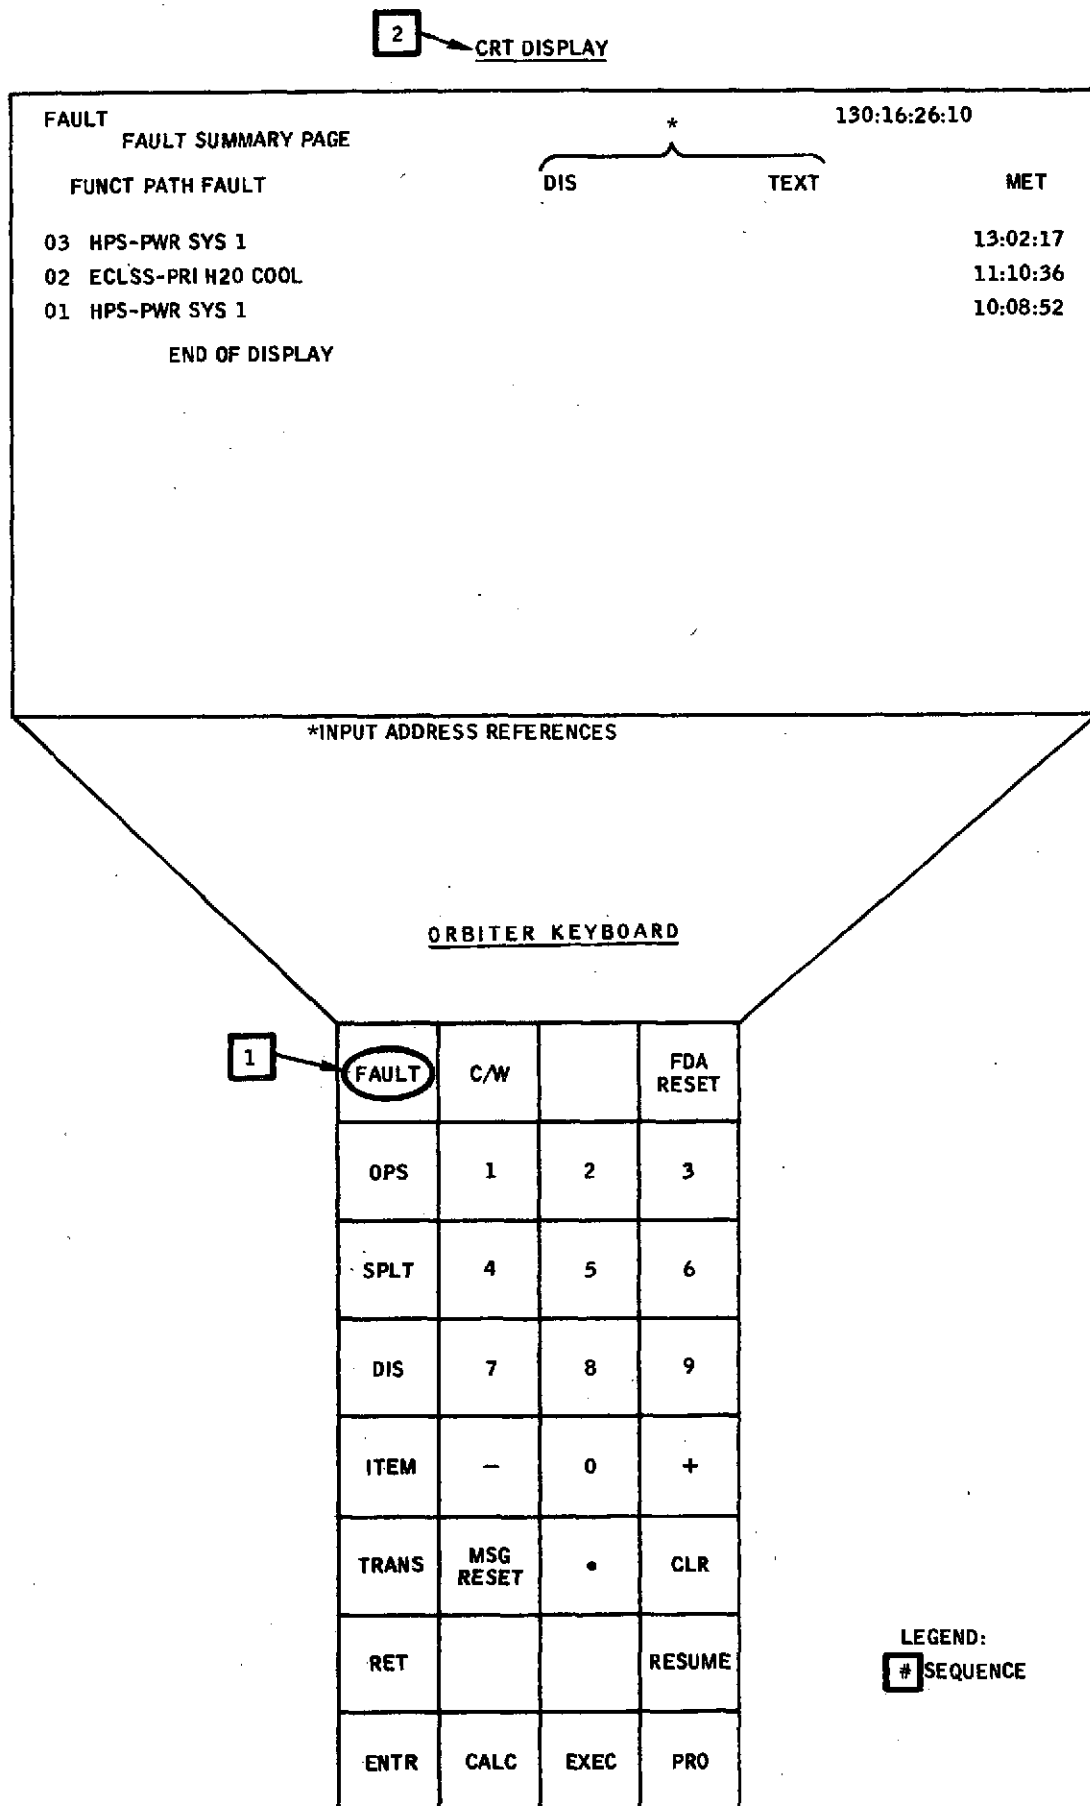 2
CRT DISPLAY
FAULT * 130:16:26:10
FAULT SUMMARY PAGE
FUNCT PATH FAULT DIS TEXT MET
03 HPS-PWR SYS 1 13:02:17
02 ECLSS-PRI H20 COOL 11:10:36
01 HPS-PWR SYS 1 10:08:52
END OF DISPLAY
*INPUT ADDRESS REFERENCES
ORBITER KEYBOARD
1
FAULT C/W FDA RESET
OPS 1 2 3
SPLT 4 5 6
DIS 7 8 9
ITEM - 0 +
TRANS MSG RESET • CLR
RET RESUME
ENTR CALC EXEC PRO
LEGEND:
# SEQUENCE